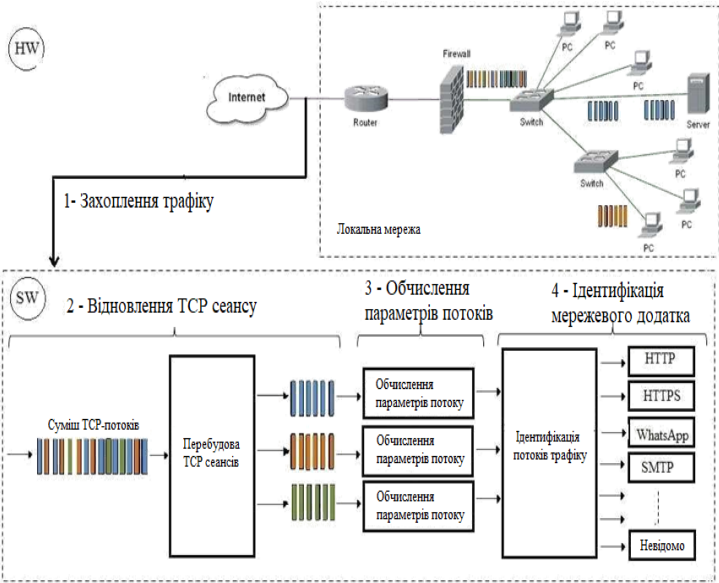 HW
Internet
Router
Firewall
Switch
PC
PC
PC
Server
Switch
PC
PC
PC
Локальна мережа
1- Захоплення трафіку
SW
2 - Відновлення TCP сеансу
3 - Обчислення
параметрів потоків
4 - Ідентифікація
мережевого додатка
Суміш TCP-потоків
Перебудова
TCP сеансів
Обчислення
параметрів потоку
Обчислення
параметрів потоку
Обчислення
параметрів потоку
Ідентифікація
потоків трафіку
HTTP
HTTPS
WhatsApp
SMTP
Невідомо